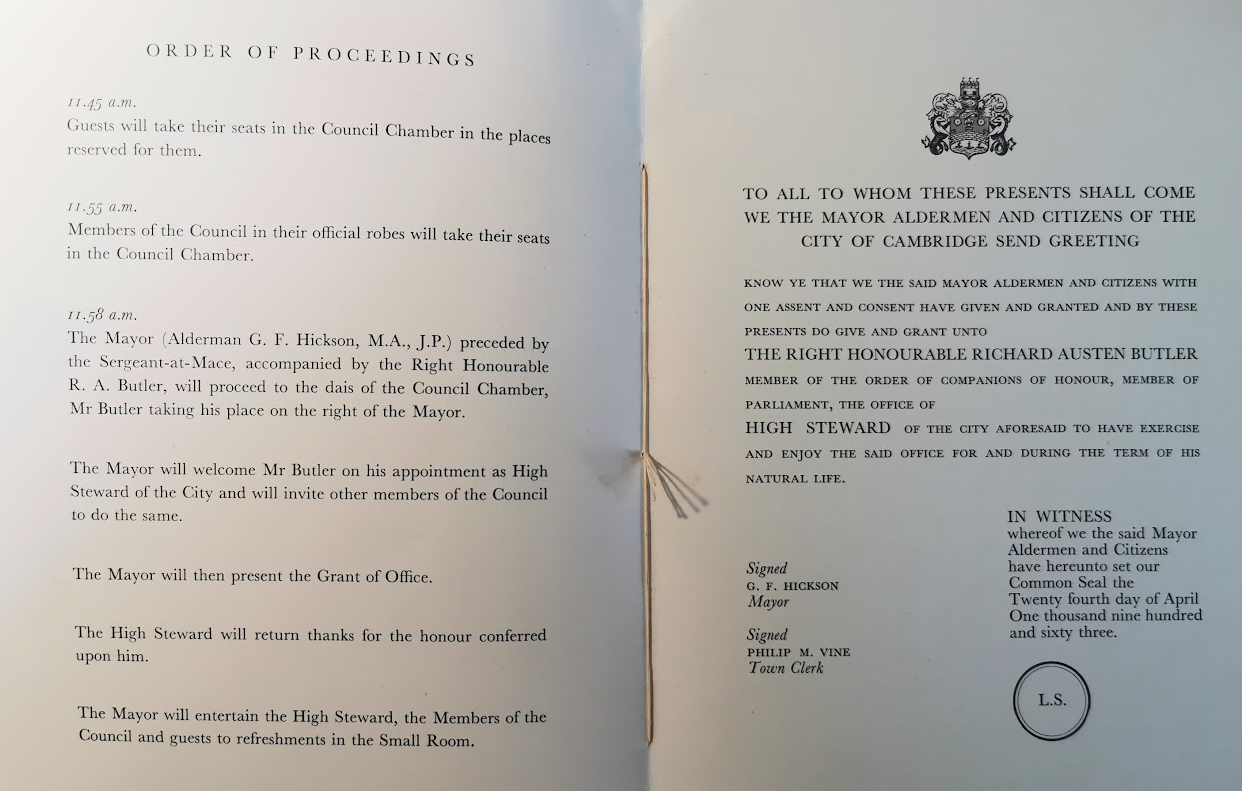 ORDER OF PROCEEDINGS
11.45 a.m.
Guests will take their seats in the Council Chamber in the places
reserved for them.
11.55 a.m.
Members of the Council in their official robes will take their seats
in the Council Chamber.
11.58 a.m.
The Mayor (Alderman G. F. Hickson, M.A., J.P.) preceded by
the Sergeant-at-Mace, accompanied by the Right Honourable
R. A. Butler, will proceed to the dais of the Council Chamber,
Mr Butler taking his place on the right of the Mayor.
The Mayor will welcome Mr Butler on his appointment as High
Steward of the City and will invite other members of the Council
to do the same.
The Mayor will then present the Grant of Office.
The High Steward will return thanks for the honour conferred
upon him.
The Mayor will entertain the High Steward, the Members of the
Council and guests to refreshments in the Small Room.
TO ALL TO WHOM THESE PRESENTS SHALL COME
WE THE MAYOR ALDERMEN AND CITIZENS OF THE
CITY OF CAMBRIDGE SEND GREETING
KNOW YE THAT WE THE SAID MAYOR ALDERMEN AND CITIZENS WITH
ONE ASSENT AND CONSENT HAVE GIVEN AND GRANTED AND BY THESE
PRESENTS DO GIVE AND GRANT UNTO
THE RIGHT HONOURABLE RICHARD AUSTEN BUTLER
MEMBER OF THE ORDER OF COMPANIONS OF HONOUR, MEMBER OF
PARLIAMENT, THE OFFICE OF
HIGH STEWARD OF THE CITY AFORESAID TO HAVE EXERCISE
AND ENJOY THE SAID OFFICE FOR AND DURING THE TERM OF HIS
NATURAL LIFE.
Signed
G. F. HICKSON
Mayor
Signed
PHILIP M. VINE
Town Clerk
IN WITNESS
whereof we the said Mayor
Aldermen and Citizens
have hereunto set our
Common Seal the
Twenty fourth day of April
One thousand nine hundred
and sixty three.
L.S.